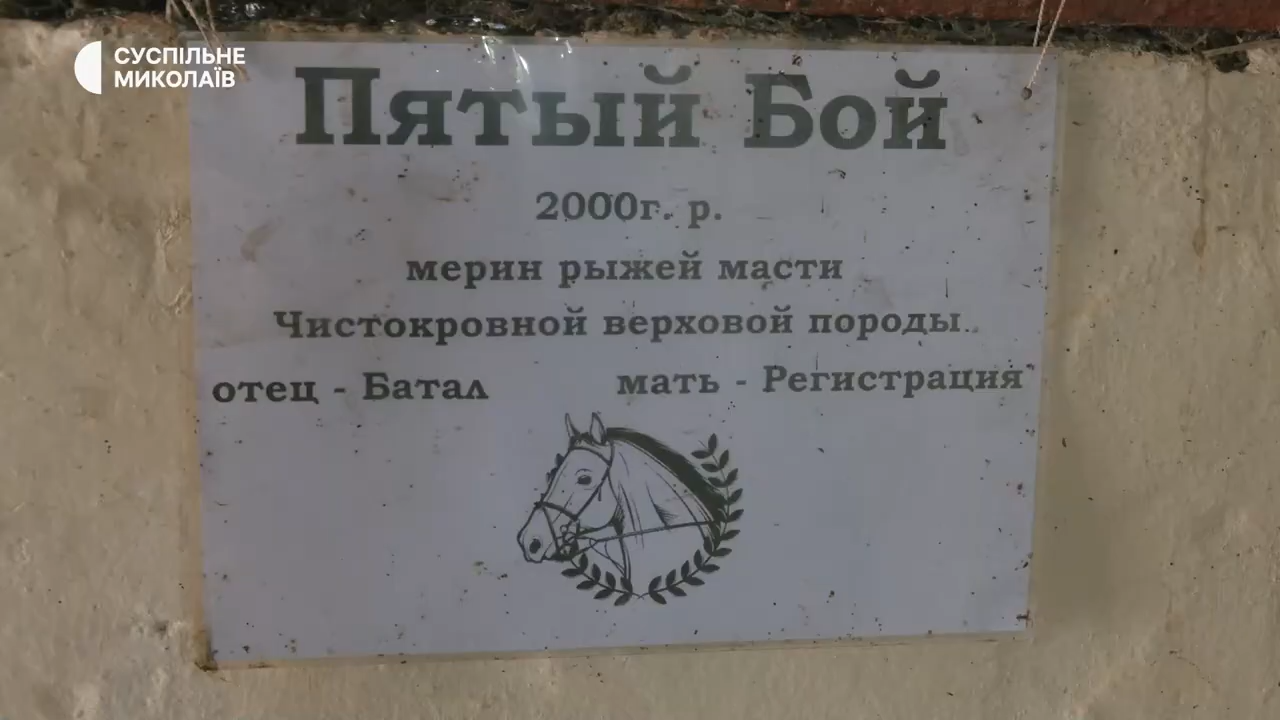 СУСПІЛЬНЕ
МИКОЛАЇВ
Пятый Бой
2000г. р.
мерин рыжей масти
Чистокровной верховой породы.
отец - Батал мать - Регистрация